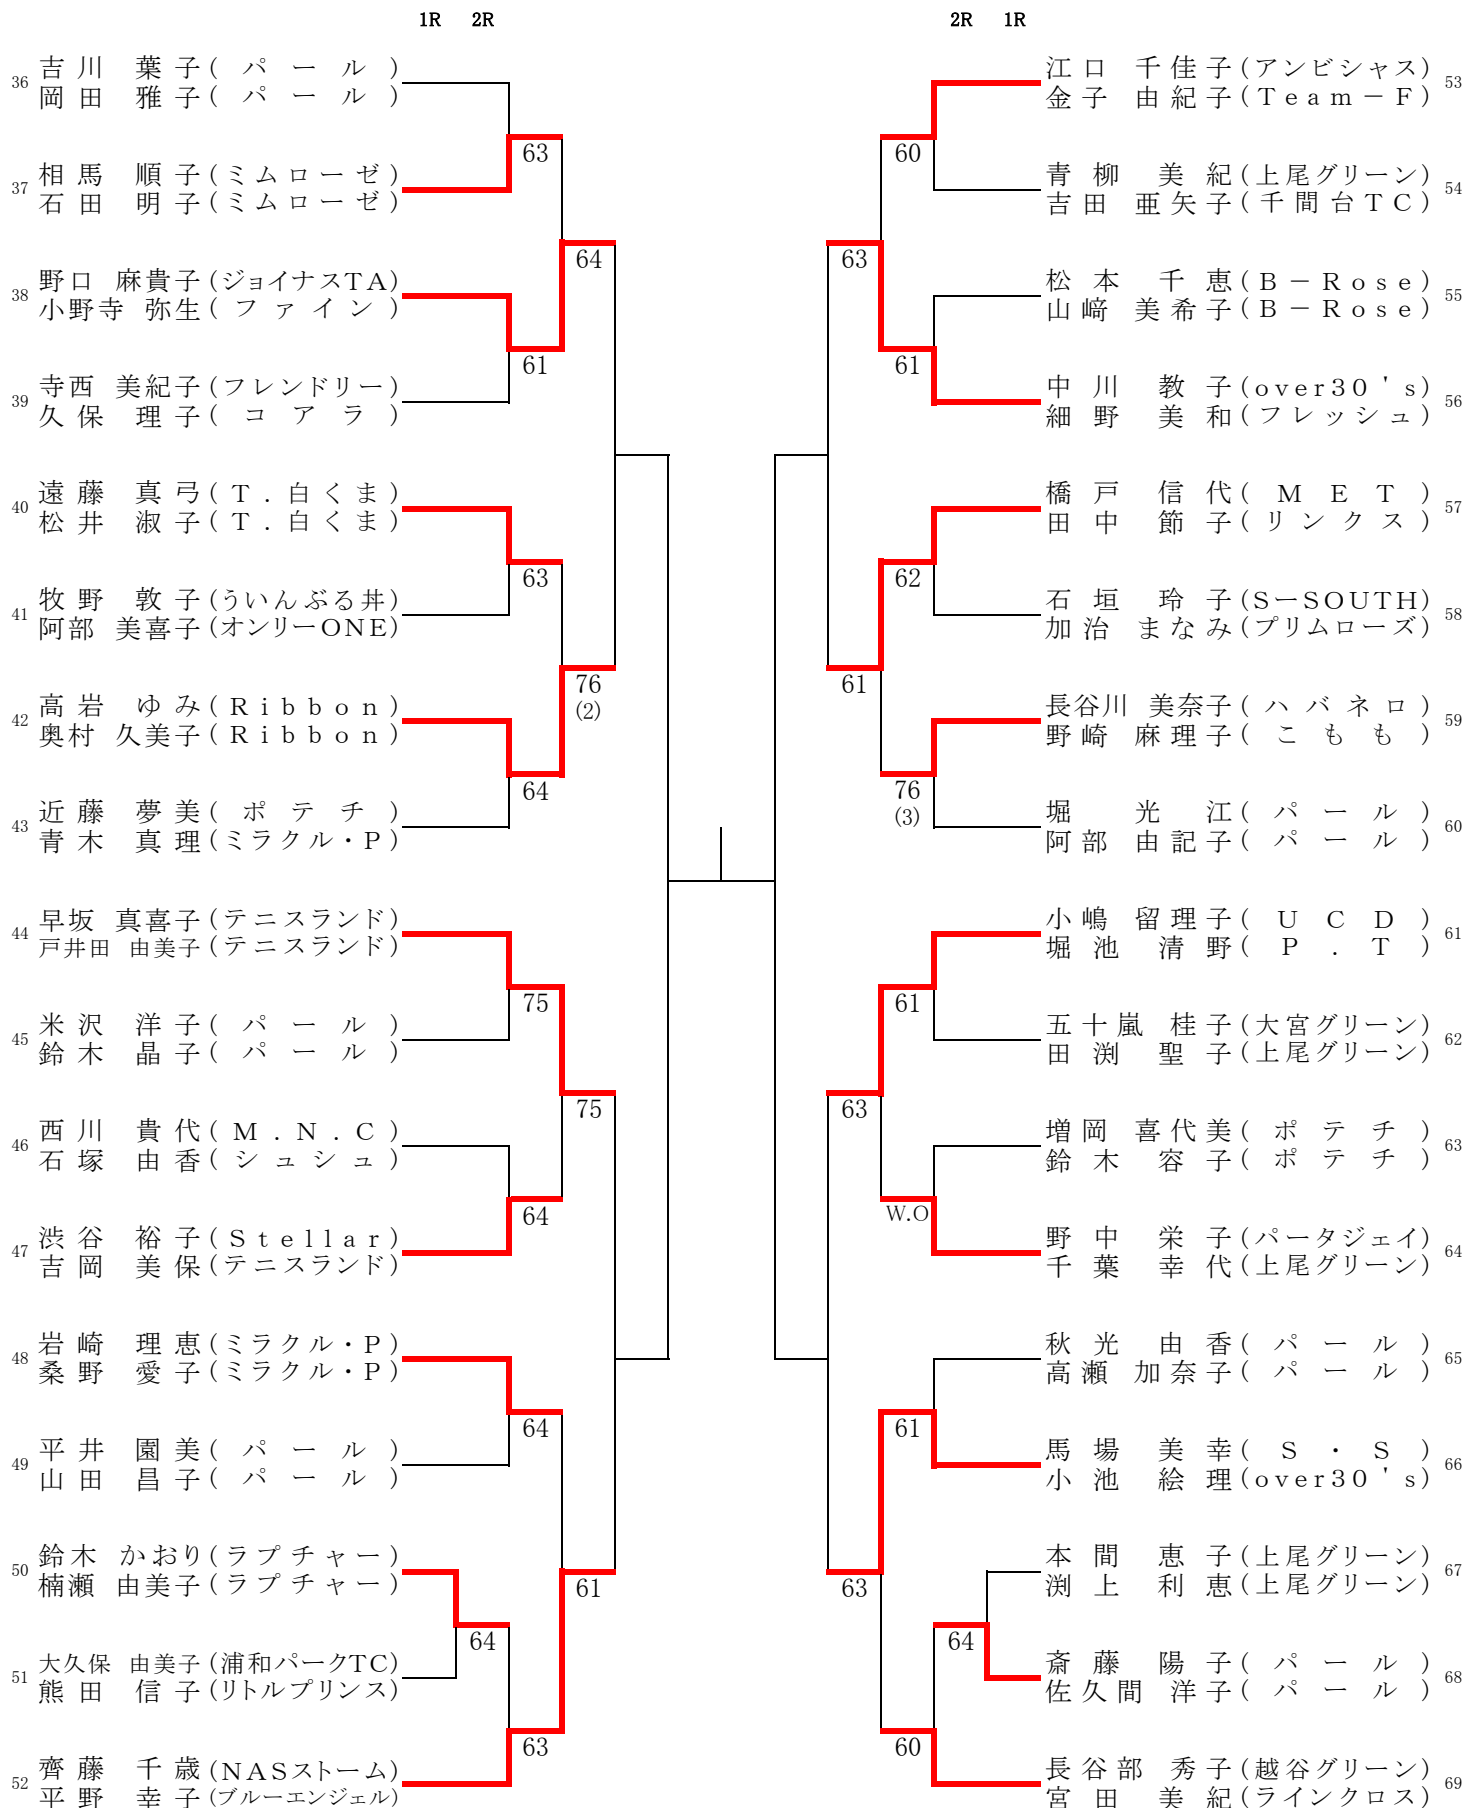 1R 2R 2R 1R
36 吉川 葉子(パール)
岡田 雅子(パール)
63
37 相馬 順子(ミムローゼ)
石田 明子(ミムローゼ)
64
38 野口 麻貴子(ジョイナスTA)
小野寺 弥生(ファイン)
61
39 寺西 美紀子(フレンドリー)
久保 理子(コアラ)
40 遠藤 真弓(T.白くま)
松井 淑子(T.白くま)
63
41 牧野 敦子(ういんぶる丼)
阿部 美喜子(オンリーONE)
76
(2)
42 高岩 ゆみ(Ribbon)
奥村 久美子(Ribbon)
64
43 近藤 夢美(ポテチ)
青木 真理(ミラクル・P)
44 早坂 真喜子(テニスランド)
戸井田 由美子(テニスランド)
75
45 米沢 洋子(パール)
鈴木 晶子(パール)
75
46 西川 貴代(M.N.C)
石塚 由香(シュシュ)
64
47 渋谷 裕子(Stellar)
吉岡 美保(テニスランド)
48 岩崎 理恵(ミラクル・P)
桑野 愛子(ミラクル・P)
64
49 平井 園美(パール)
山田 昌子(パール)
61
50 鈴木 かおり(ラプチャー)
楠瀬 由美子(ラプチャー)
64
51 大久保 由美子(浦和パークTC)
熊田 信子(リトルプリンス)
63
52 齊藤 千歳(NASストーム)
平野 幸子(ブルーエンジェル)
江口 千佳子(アンビシャス) 53
金子 由紀子(Team-F)
60
青柳 美紀(上尾グリーン) 54
吉田 亜矢子(千間台TC)
63
松本 千恵(B-Rose) 55
山﨑 美希子(B-Rose)
61
中川 教子(over30's) 56
細野 美和(フレッシュ)
橋戸 信代(MET) 57
田中 節子(リンクス)
62
石垣 玲子(S-SOUTH) 58
加治 まなみ(プリムローズ)
61
長谷川 美奈子(ハバネロ) 59
野崎 麻理子(こもも)
76
(3)
堀 光江(パール) 60
阿部 由記子(パール)
小嶋 留理子(UCD) 61
堀池 清野(P.T)
61
五十嵐 桂子(大宮グリーン) 62
田渕 聖子(上尾グリーン)
63
増岡 喜代美(ポテチ) 63
鈴木 容子(ポテチ)
W.O
野中 栄子(パータジェイ) 64
千葉 幸代(上尾グリーン)
秋光 由香(パール) 65
高瀬 加奈子(パール)
61
馬場 美幸(S・S) 66
小池 絵理(over30's)
63
本間 恵子(上尾グリーン) 67
渕上 利恵(上尾グリーン)
64
斎藤 陽子(パール) 68
佐久間 洋子(パール)
60
長谷部 秀子(越谷グリーン) 69
宮田 美紀(ラインクロス)